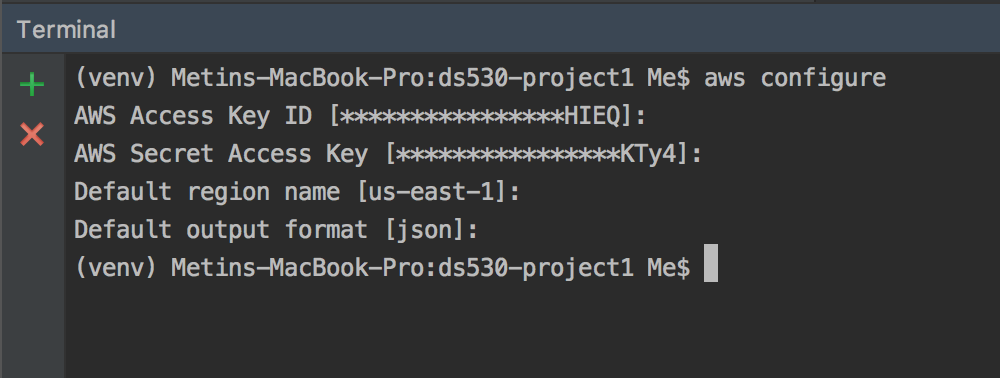 Terminal
(venv) Metins-MacBook-Pro:ds530-project1 Me$ aws configure
AWS Access Key ID [****************HIEQ]:
AWS Secret Access Key [****************KTy4]:
Default region name [us-east-1]:
Default output format [json]:
(venv) Metins-MacBook-Pro:ds530-project1 Me$